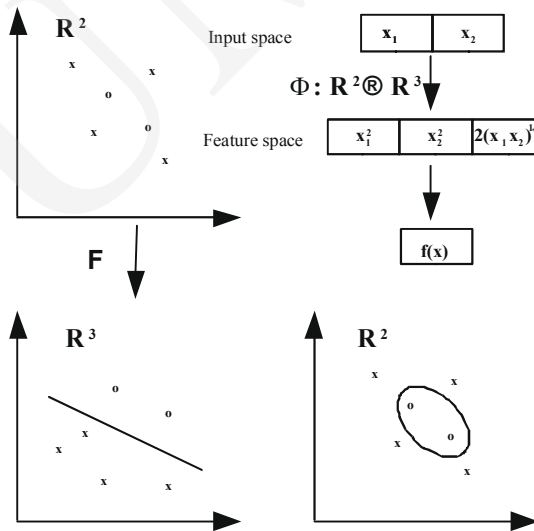 R²
Input space
x₁ x₂
x x
o
x o
x
Φ: R² ® R³
Feature space
x₁² x₂² 2(x₁x₂)
f(x)
F
R³
o
o
x
x
x x
R²
x x
o
x o
x